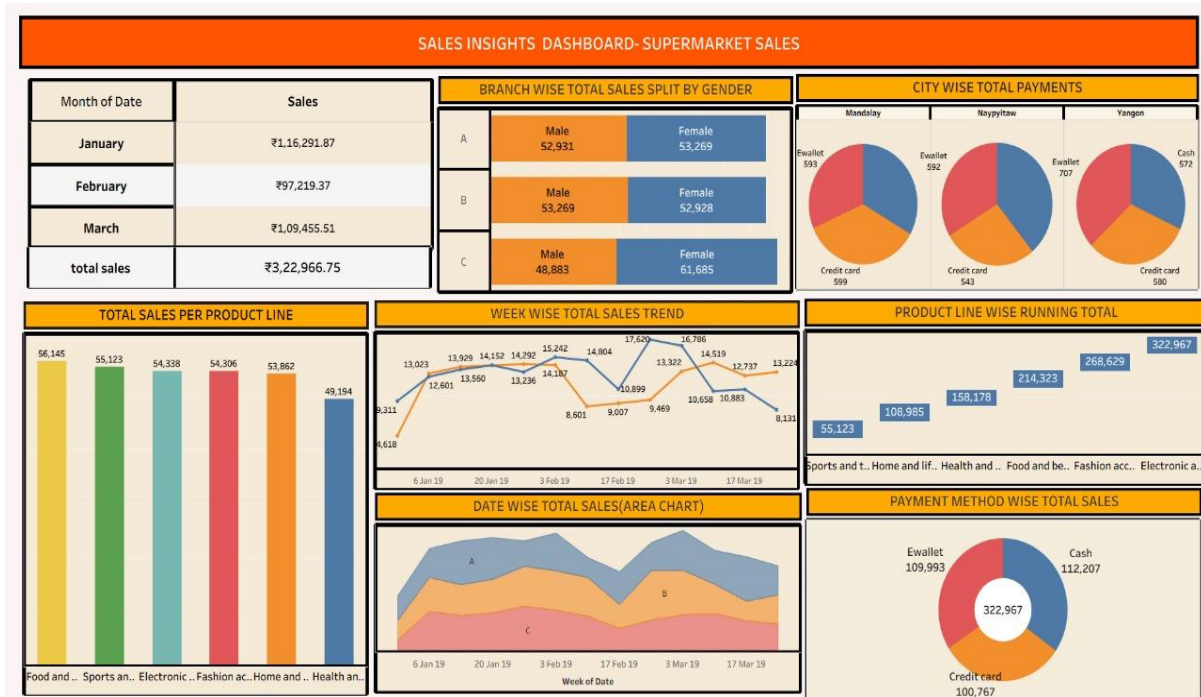 SALES INSIGHTS DASHBOARD- SUPERMARKET SALES
Month of Date Sales
January ₹1,16,291.87
February ₹97,219.37
March ₹1,09,455.51
total sales ₹3,22,966.75
BRANCH WISE TOTAL SALES SPLIT BY GENDER
A
Male Female
52,931 53,269
B
Male Female
53,269 52,928
C
Male Female
48,883 61,685
CITY WISE TOTAL PAYMENTS
Mandalay Naypyitaw Yangon
Ewallet
593
Credit card
599
Ewallet
592
Credit card
543
Ewallet
707
Cash
572
Credit card
580
TOTAL SALES PER PRODUCT LINE
56,145 55,123 54,338 54,306 53,862 49,194
Food and .. Sports an.. Electronic .. Fashion ac.. Home and .. Health an..
WEEK WISE TOTAL SALES TREND
9,311
4,618
13,023
12,601
13,929
13,560
14,152
14,292
13,236
15,242
14,187
14,804
8,601
10,899
9,007
17,620
9,469
16,786
13,322
14,519
10,658
12,737
10,883
13,224
8,131
6 Jan 19 20 Jan 19 3 Feb 19 17 Feb 19 3 Mar 19 17 Mar 19
DATE WISE TOTAL SALES(AREA CHART)
A
B
C
6 Jan 19 20 Jan 19 3 Feb 19 17 Feb 19 3 Mar 19 17 Mar 19
Week of Date
PRODUCT LINE WISE RUNNING TOTAL
55,123 108,985 158,178 214,323 268,629 322,967
Sports and t.. Home and lif.. Health and .. Food and be.. Fashion acc.. Electronic a..
PAYMENT METHOD WISE TOTAL SALES
Ewallet
109,993
Cash
112,207
322,967
Credit card
100,767